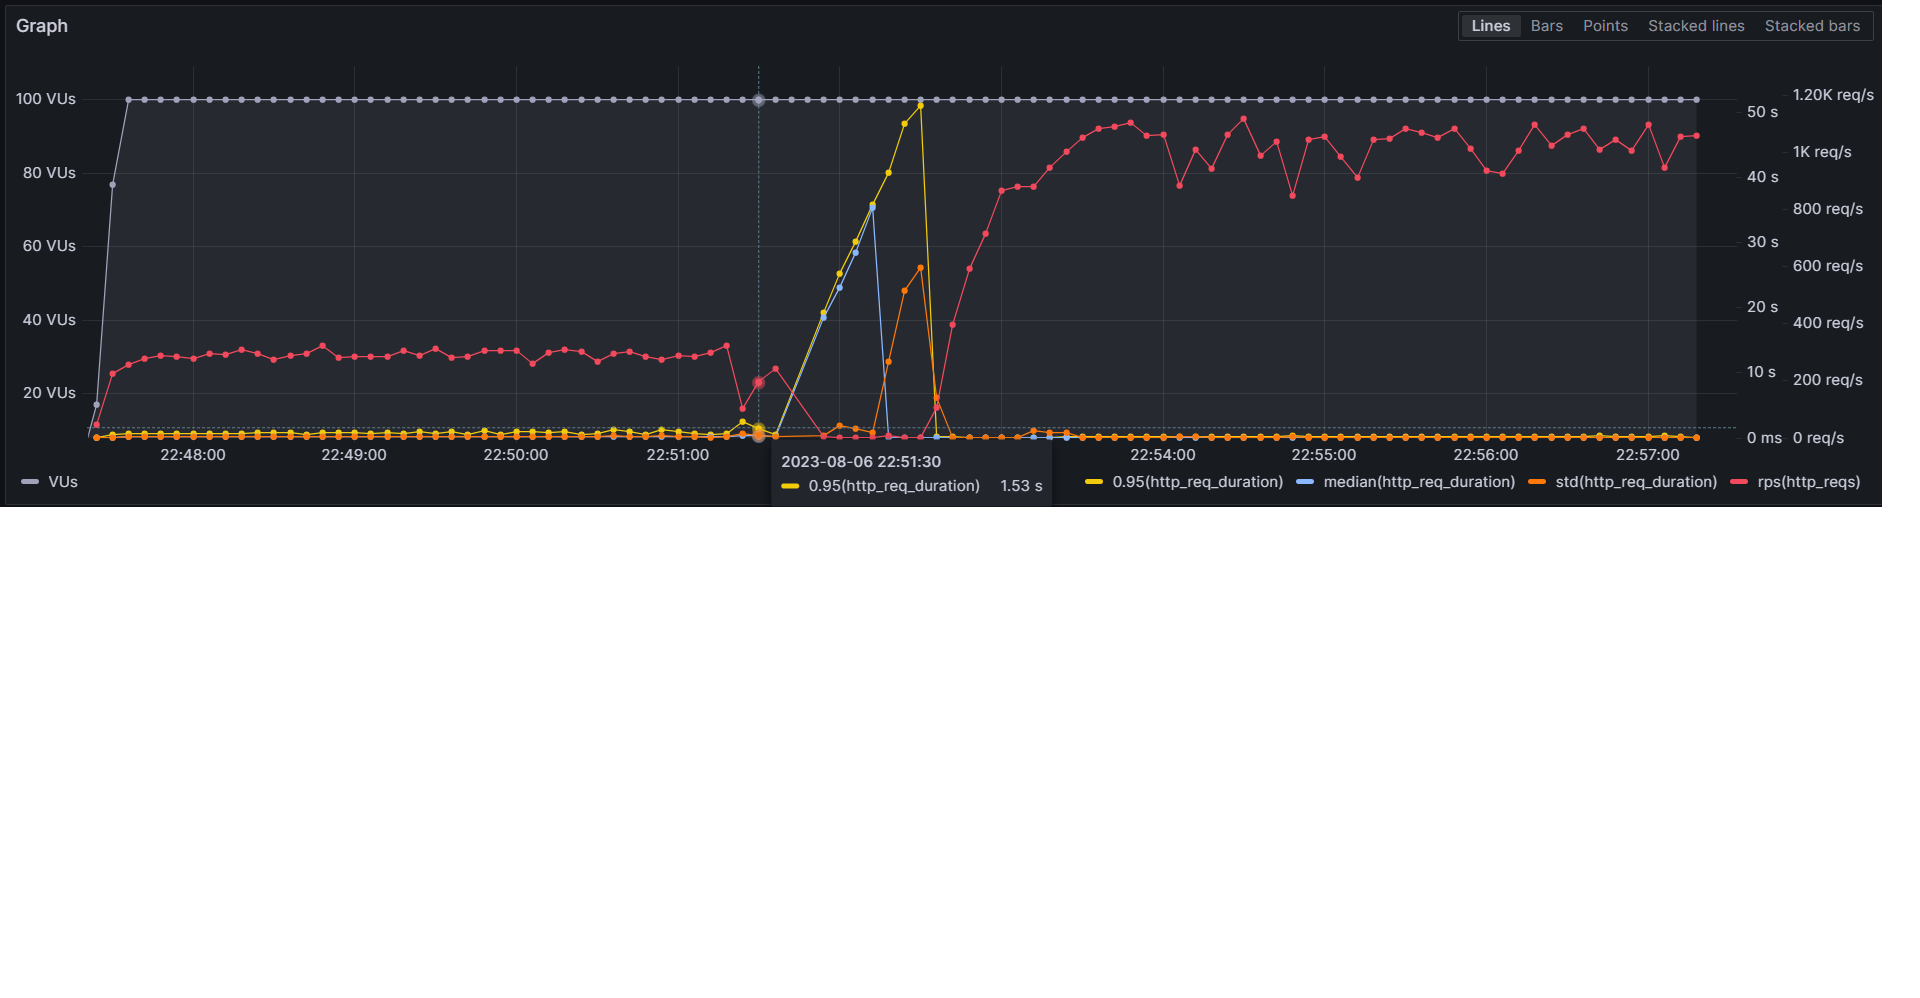 Graph
Lines Bars Points Stacked lines Stacked bars
100 VUs
80 VUs
60 VUs
40 VUs
20 VUs
50 s
40 s
30 s
20 s
10 s
0 ms
1.20K req/s
1K req/s
800 req/s
600 req/s
400 req/s
200 req/s
0 req/s
22:48:00 22:49:00 22:50:00 22:51:00 22:54:00 22:55:00 22:56:00 22:57:00
2023-08-06 22:51:30
0.95(http_req_duration) 1.53 s
VUs
0.95(http_req_duration) median(http_req_duration) std(http_req_duration) rps(http_reqs)